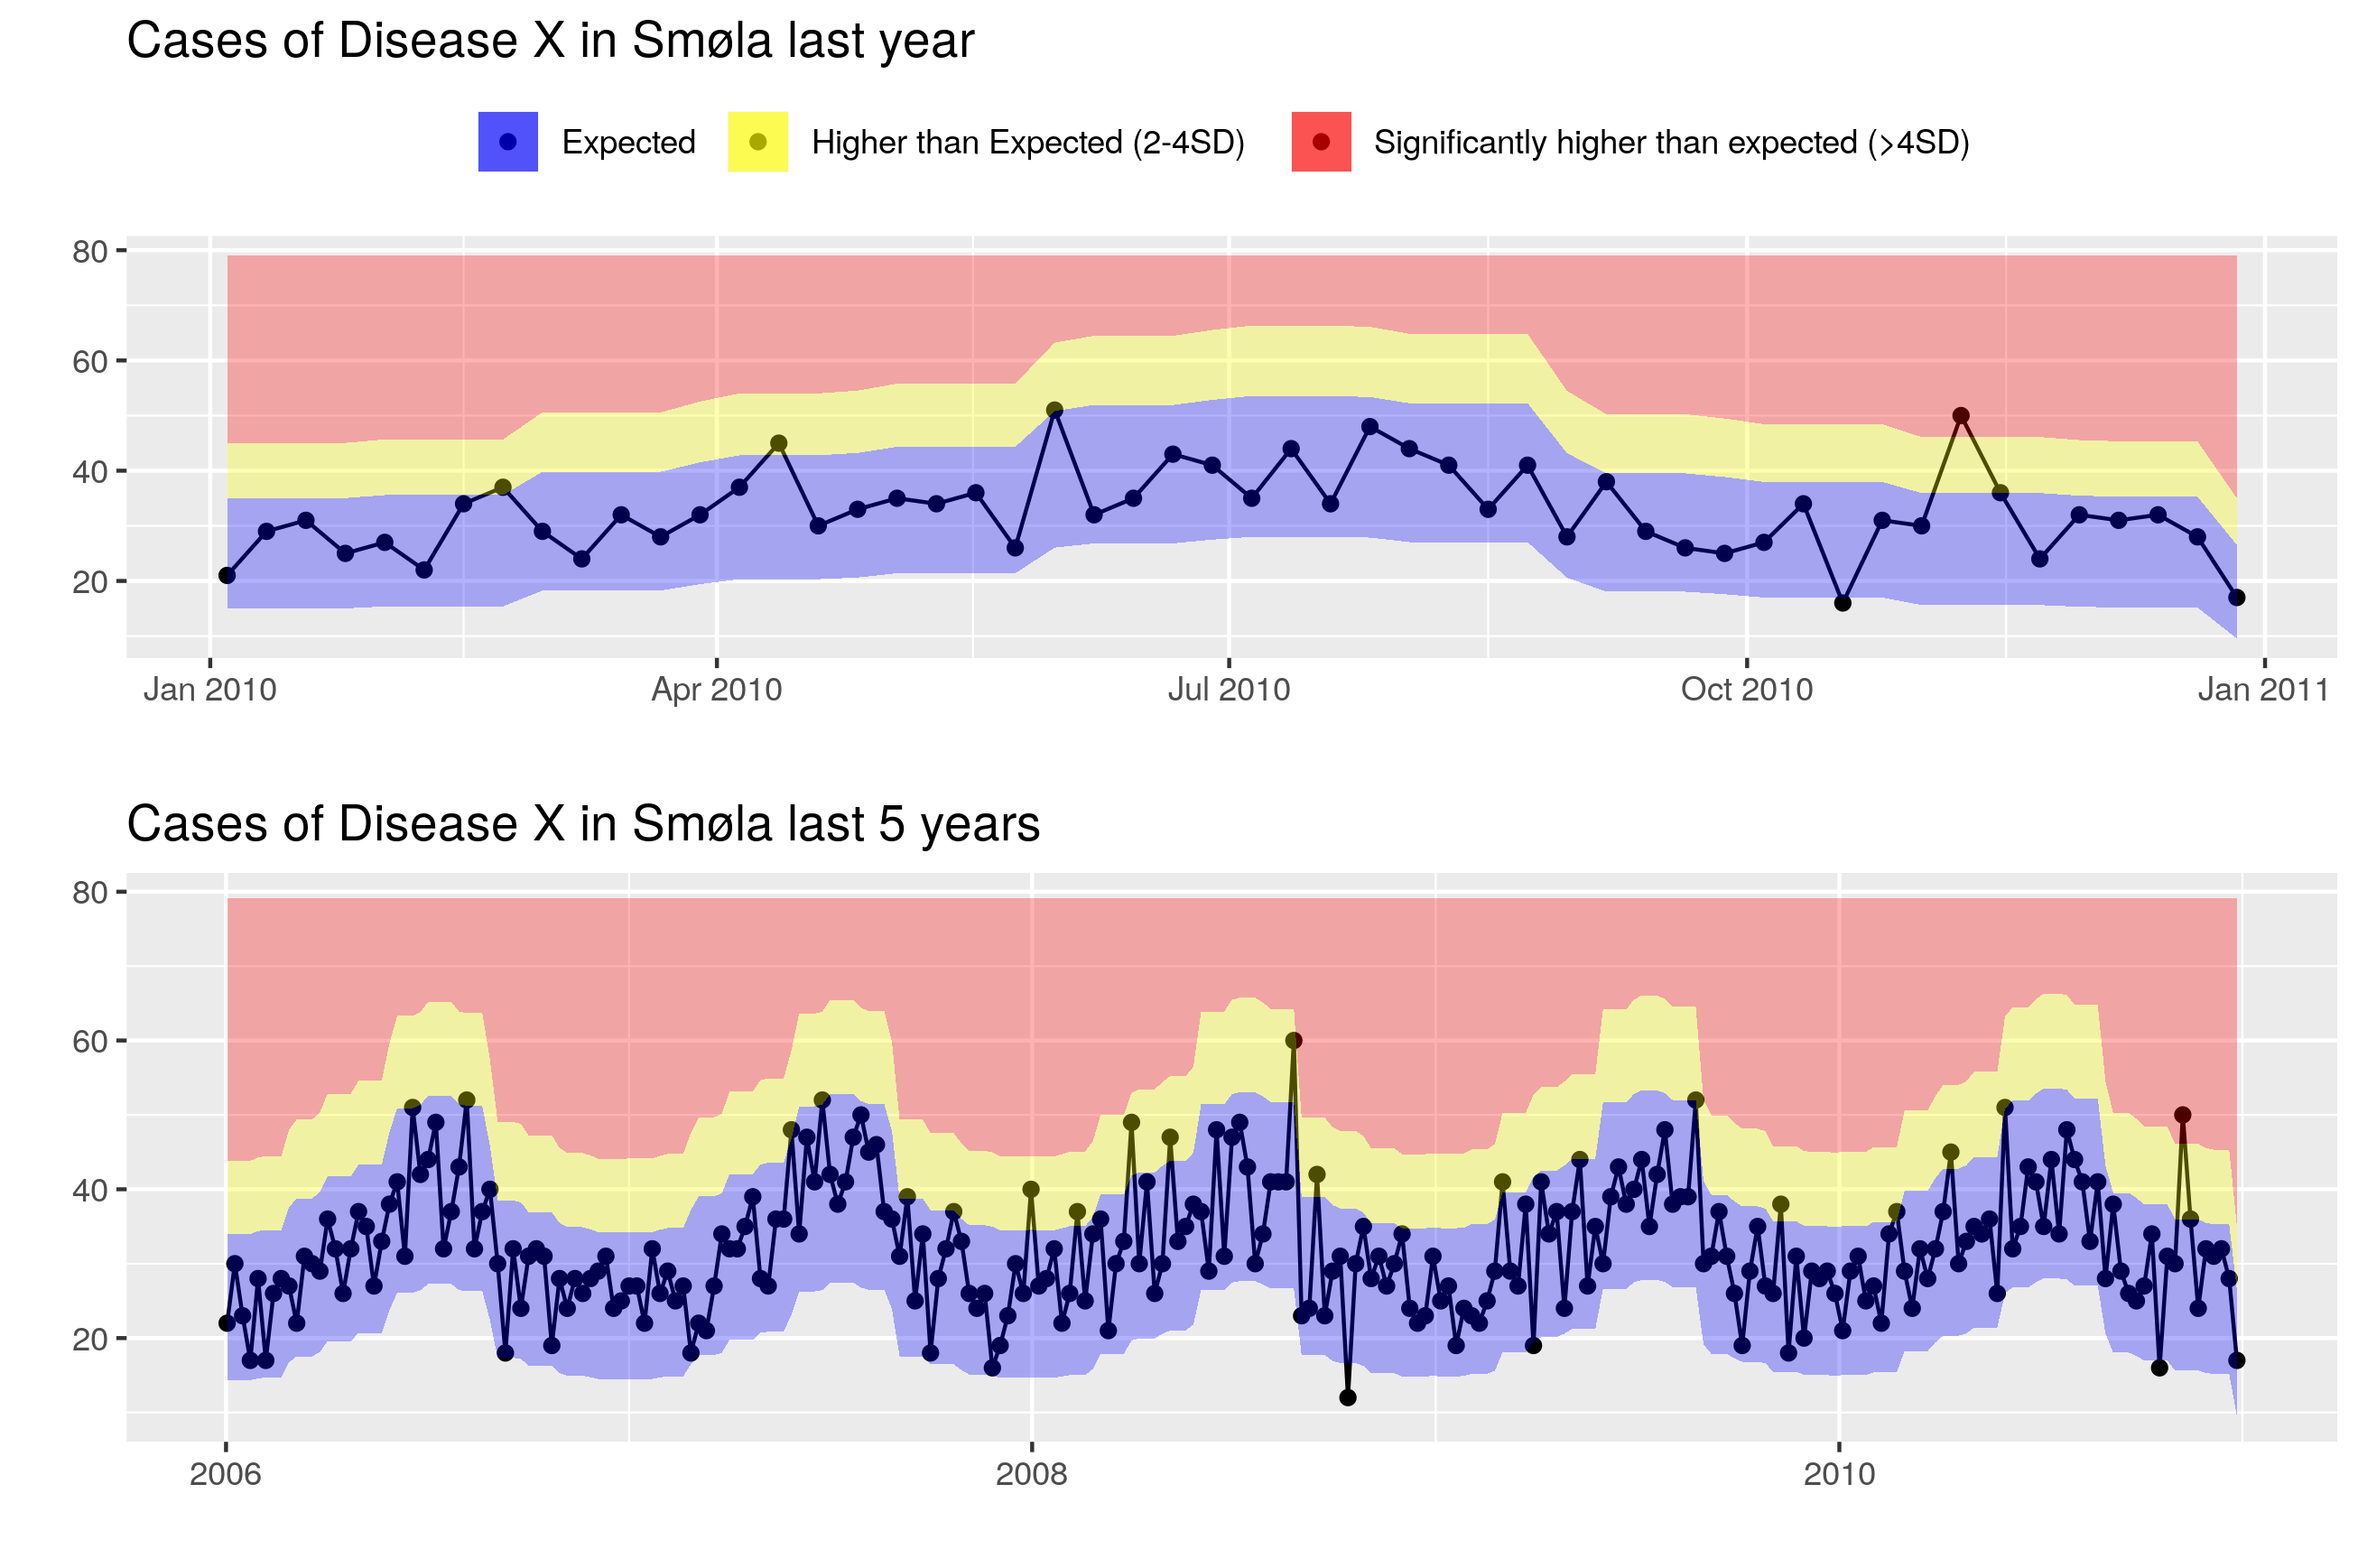 Cases of Disease X in Smøla last year
Expected Higher than Expected (2-4SD) Significantly higher than expected (>4SD)
80
60
40
20
Jan 2010 Apr 2010 Jul 2010 Oct 2010 Jan 2011
Cases of Disease X in Smøla last 5 years
80
60
40
20
2006 2008 2010